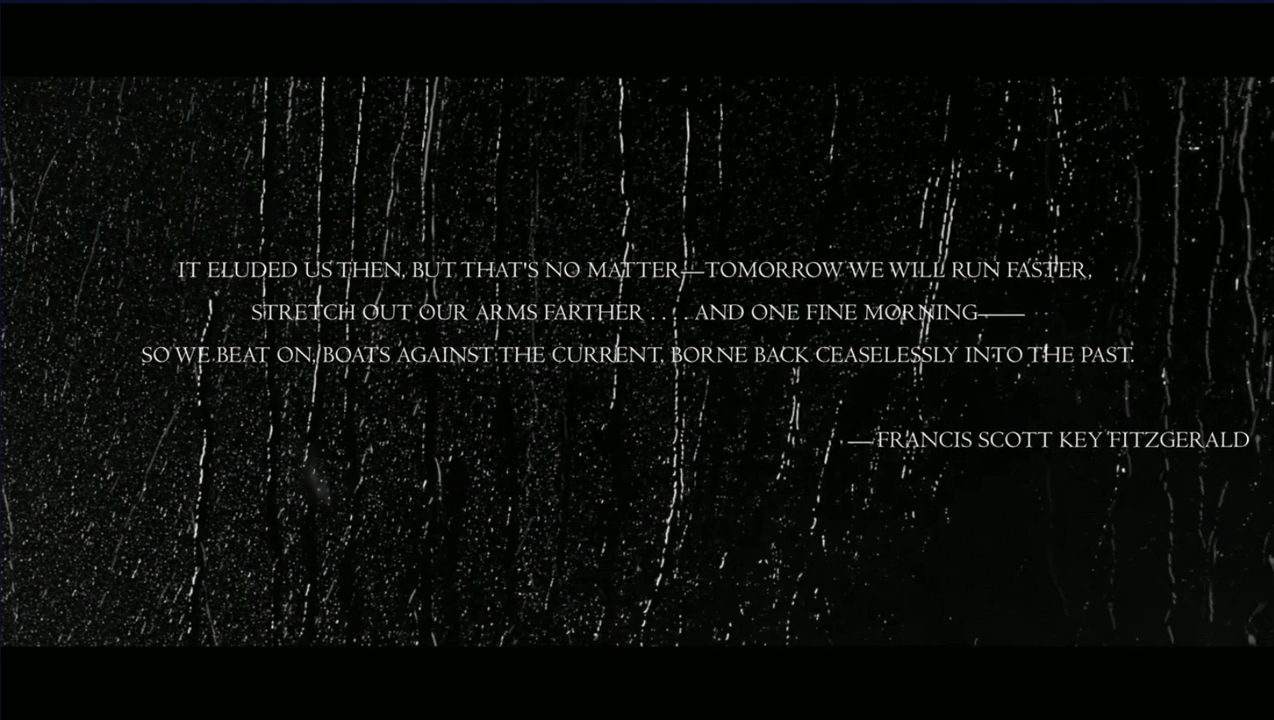 IT ELUDED US THEN, BUT THAT'S NO MATTER—TOMORROW WE WILL RUN FASTER,
STRETCH OUT OUR ARMS FARTHER . . . . AND ONE FINE MORNING——
SO WE BEAT ON, BOATS AGAINST THE CURRENT, BORNE BACK CEASELESSLY INTO THE PAST.
—FRANCIS SCOTT KEY FITZGERALD